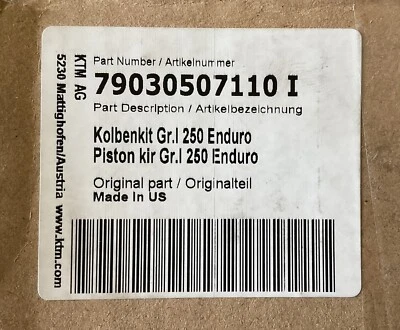 KTM AG
5230 Mattighofen/Austria www.ktm.com
Part Number / Artikelnummer
79030507110 I
Part Description / Artikelbezeichnung
Kolbenkit Gr.I 250 Enduro
Piston kir Gr.I 250 Enduro
Original part / Originalteil
Made In US